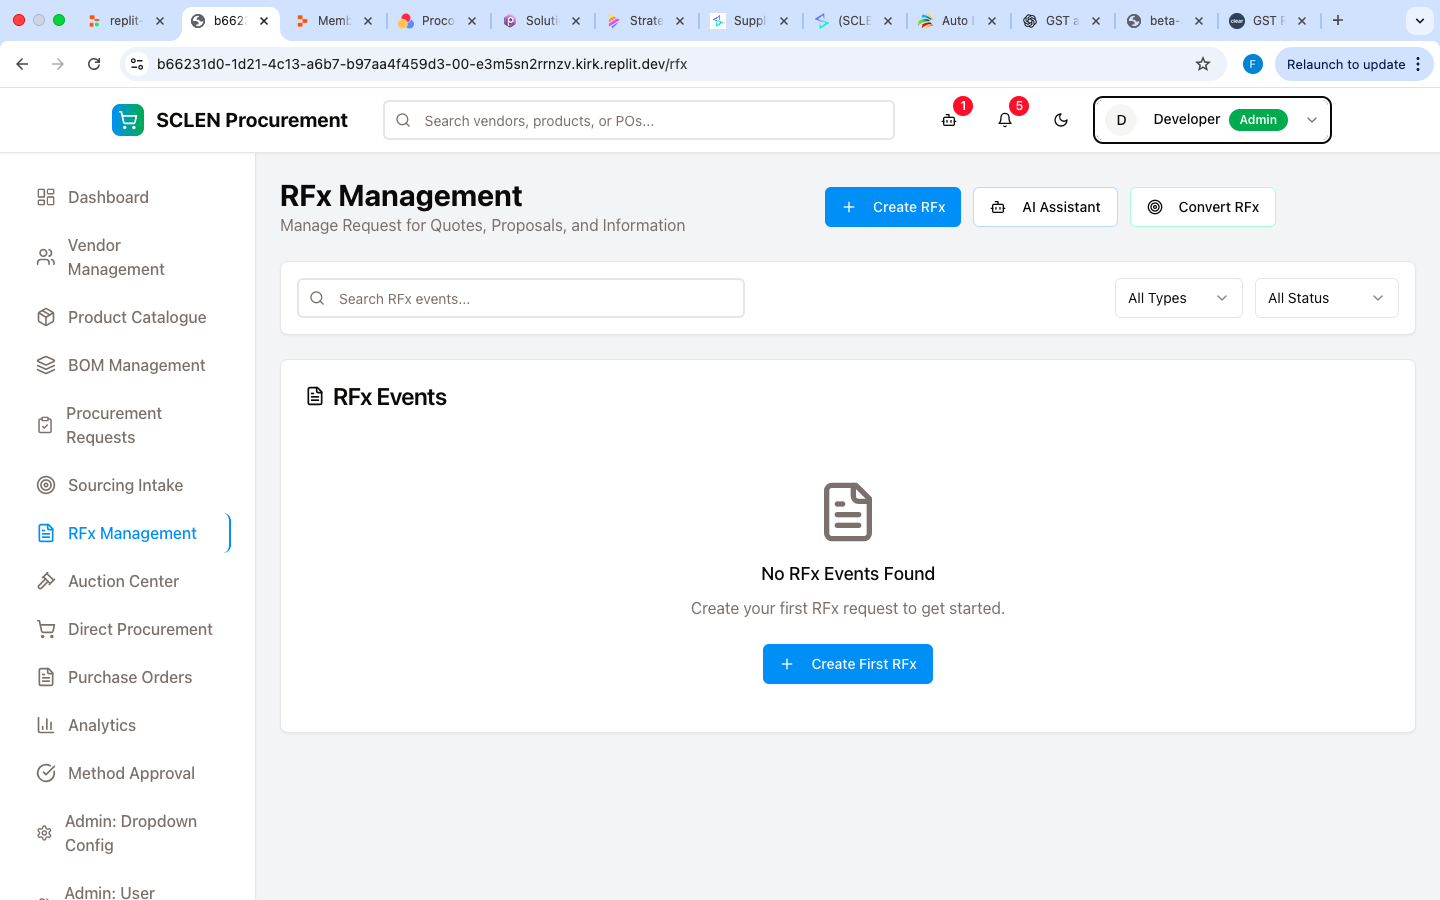 replit-
b662
Memb
Proco
Soluti
Strate
Suppl
(SCLE
Auto
GST a
beta-
clear
GST F
b66231d0-1d21-4c13-a6b7-b97aa4f459d3-00-e3m5sn2rrnzv.kirk.replit.dev/rfx
F
Relaunch to update
SCLEN Procurement
Search vendors, products, or POs...
1
5
D
Developer
Admin
Dashboard
Vendor
Management
Product Catalogue
BOM Management
Procurement
Requests
Sourcing Intake
RFx Management
Auction Center
Direct Procurement
Purchase Orders
Analytics
Method Approval
Admin: Dropdown
Config
Admin: User
RFx Management
Manage Request for Quotes, Proposals, and Information
Create RFx
AI Assistant
Convert RFx
Search RFx events...
All Types
All Status
RFx Events
No RFx Events Found
Create your first RFx request to get started.
Create First RFx